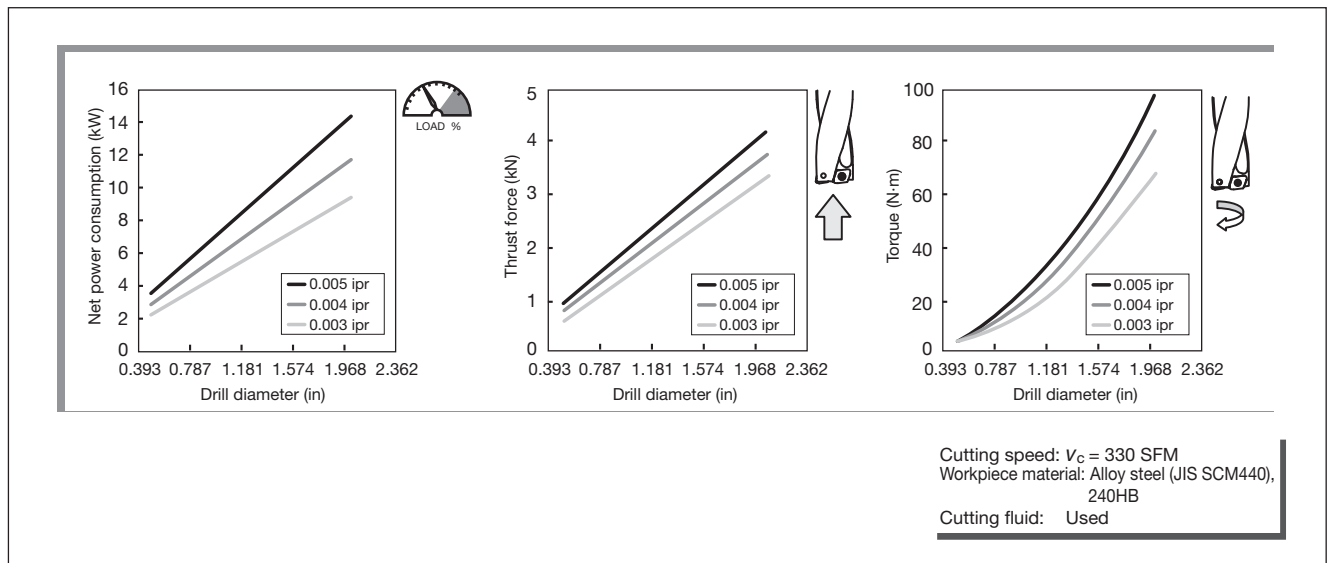 Net power consumption (kW)
16
14
12
10
8
6
4
2
0
0.005 ipr
0.004 ipr
0.003 ipr
0.393 0.787 1.181 1.574 1.968 2.362
Drill diameter (in)
LOAD %
Thrust force (kN)
5
4
3
2
1
0
0.005 ipr
0.004 ipr
0.003 ipr
0.393 0.787 1.181 1.574 1.968 2.362
Drill diameter (in)
Torque (N·m)
100
80
60
40
20
0
0.005 ipr
0.004 ipr
0.003 ipr
0.393 0.787 1.181 1.574 1.968 2.362
Drill diameter (in)
Cutting speed: vc = 330 SFM
Workpiece material: Alloy steel (JIS SCM440),
240HB
Cutting fluid: Used